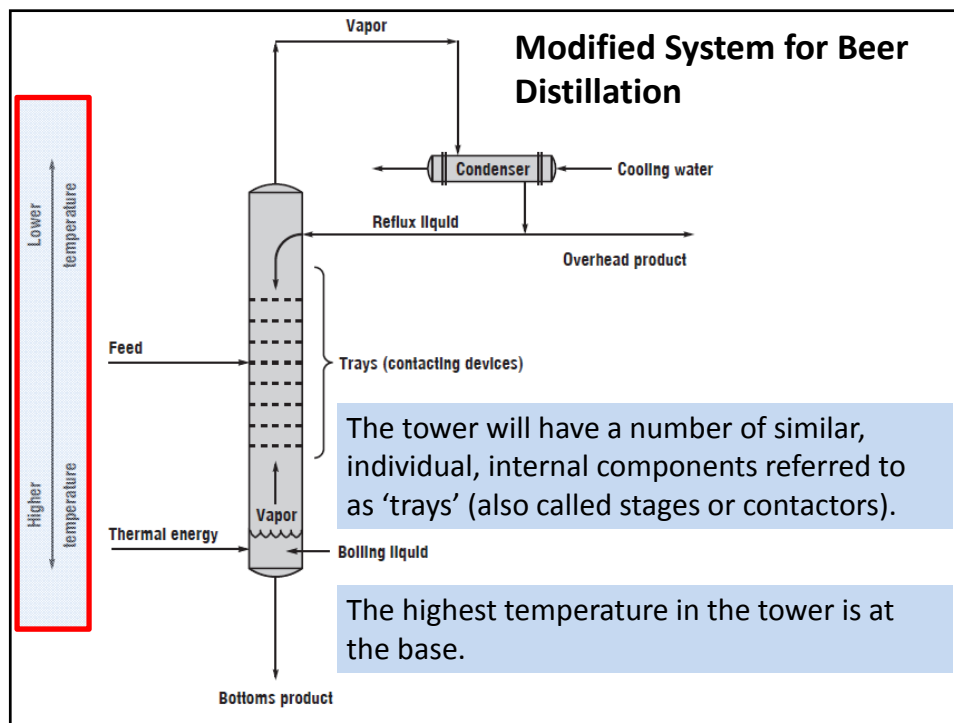 Vapor
Modified System for Beer
Distillation
Condenser
Cooling water
Lower
temperature
Reflux liquid
Overhead product
Feed
Trays (contacting devices)
The tower will have a number of similar,
individual, internal components referred to
as ‘trays’ (also called stages or contactors).
Higher
temperature
Vapor
Thermal energy
Boiling liquid
The highest temperature in the tower is at
the base.
Bottoms product